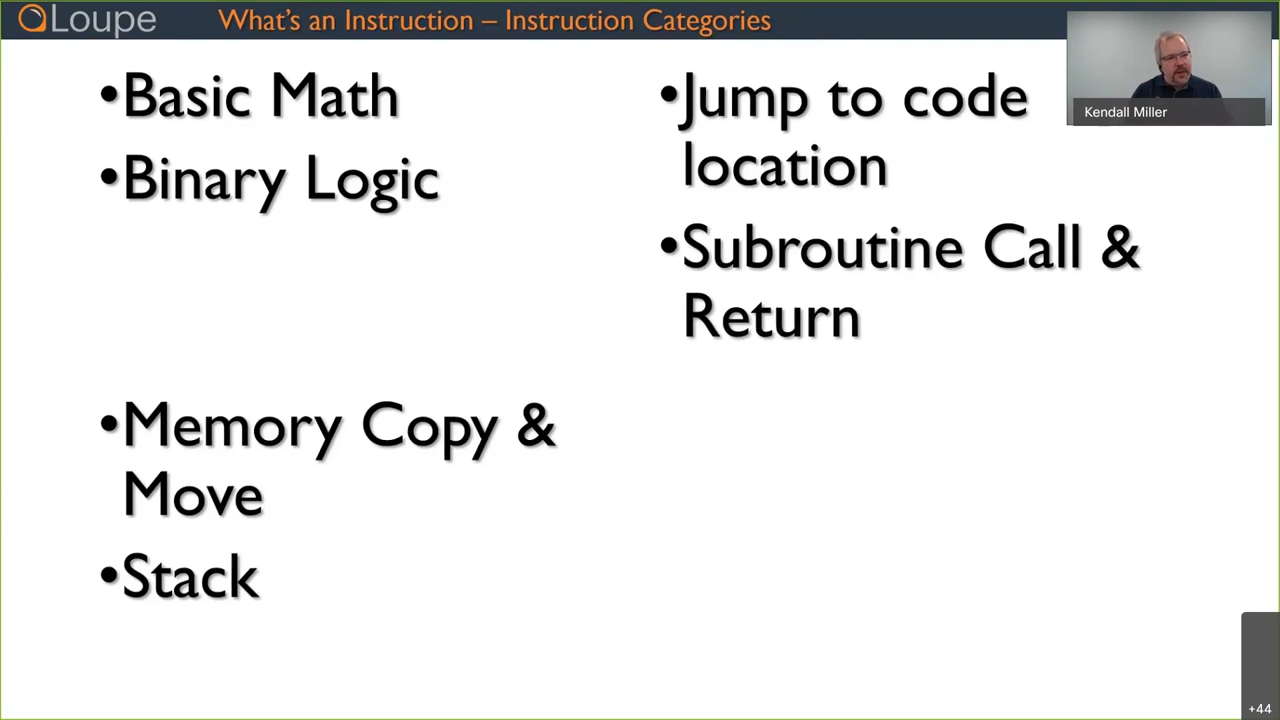 Loupe
What's an Instruction – Instruction Categories
•Basic Math
•Binary Logic
•Memory Copy &
Move
•Stack
•Jump to code
location
•Subroutine Call &
Return
Kendall Miller
+44